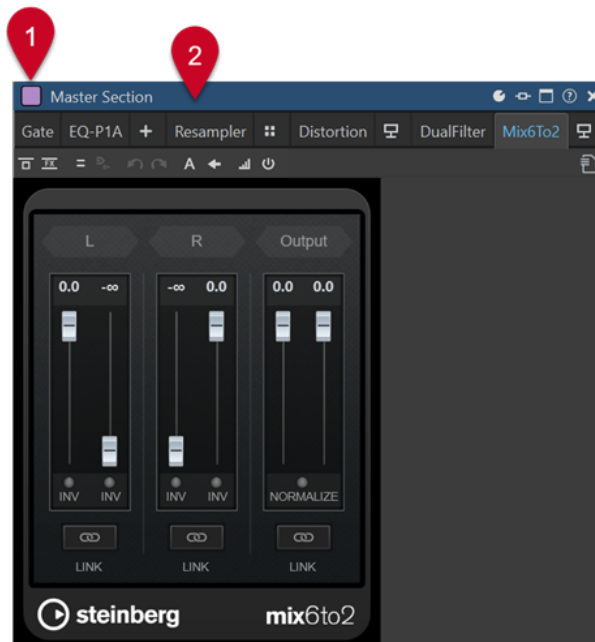 1
2
Master Section
Gate EQ-P1A + Resampler Distortion DualFilter Mix6To2
FX = A
L R Output
0.0 -∞ -∞ 0.0 0.0 0.0
INV INV INV INV NORMALIZE
LINK LINK LINK
steinberg mix6to2